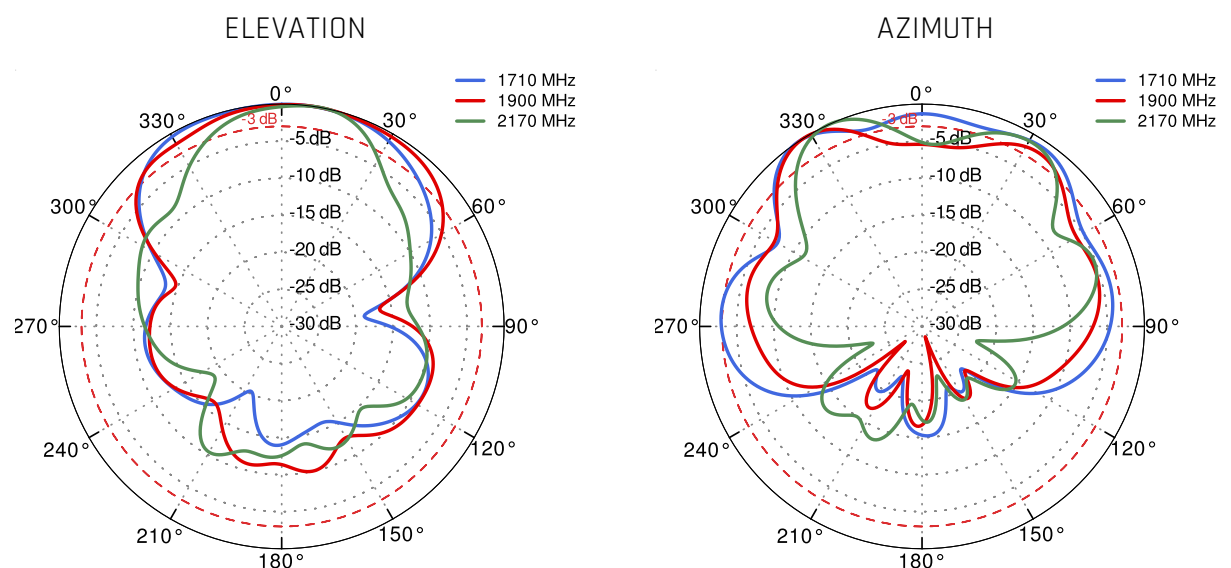 ELEVATION
1710 MHz
1900 MHz
2170 MHz
0°
330°
30°
-3 dB
-5 dB
-10 dB
300°
60°
-15 dB
-20 dB
-25 dB
270°
-30 dB
90°
240°
120°
210°
150°
180°
AZIMUTH
1710 MHz
1900 MHz
2170 MHz
0°
330°
30°
-3 dB
-5 dB
-10 dB
300°
60°
-15 dB
-20 dB
-25 dB
270°
-30 dB
90°
240°
120°
210°
150°
180°